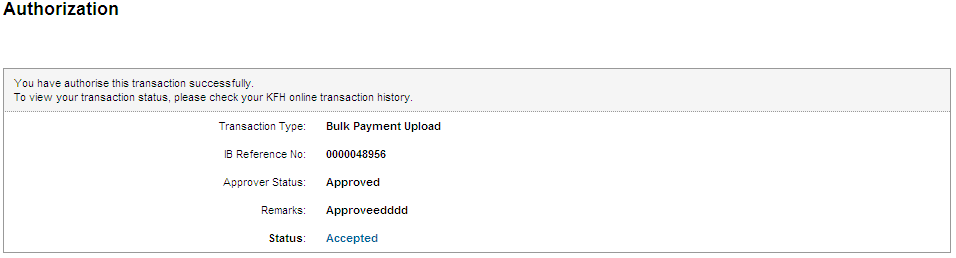 Authorization
You have authorise this transaction successfully.
To view your transaction status, please check your KFH online transaction history.
Transaction Type: Bulk Payment Upload
IB Reference No: 0000048956
Approver Status: Approved
Remarks: Approveedddd
Status: Accepted